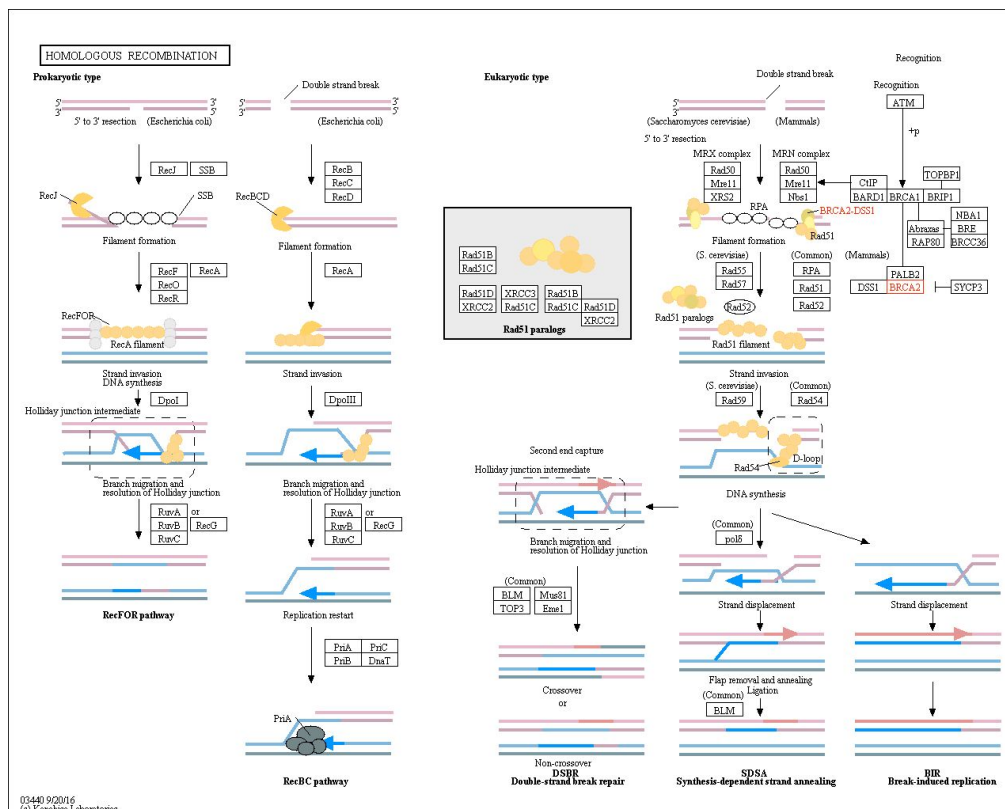 HOMOLOGOUS RECOMBINATION
Prokaryotic type
5' 3'
3' 5'
5' to 3' resection (Escherichia coli)
RecJ SSB
RecJ
SSB
Filament formation
RecF RecA
RecO
RecR
RecFOR
RecA filament
Strand invasion
DNA synthesis
DpoI
Holliday junction intermediate
Branch migration and
resolution of Holliday junction
RuvA or
RuvB RecG
RuvC
RecFOR pathway
Double strand break
5' 3'
3' 5'
(Escherichia coli)
RecB
RecC
RecD
RecBCD
Filament formation
RecA
Strand invasion
DpoIII
Branch migration and
resolution of Holliday junction
RuvA or
RuvB RecG
RuvC
Replication restart
PriA PriC
PriB DnaT
PriA
RecBC pathway
Eukaryotic type
Double strand break
5' 3'
3' 5'
(Saccharomyces cerevisiae) (Mammals)
5' to 3' resection
MRX complex MRN complex
Rad50 Rad50
Mre11 Mre11
XRS2 Nbs1
RPA
BRCA2-DSS1
Rad51
Filament formation
(S. cerevisiae) (Common)
Rad55 RPA
Rad57 Rad51
Rad52 Rad52
Rad51 paralogs
Rad51 filament
Strand invasion
(S. cerevisiae) (Common)
Rad59 Rad54
D-loop
Rad54
DNA synthesis
Recognition
Recognition
ATM
+p
TOPBP1
CtIP
BARD1 BRCA1 BRIP1
NBA1
Abraxas BRE
RAP80 BRCC36
(Mammals)
PALB2
DSS1 BRCA2 SYCP3
Rad51B
Rad51C
Rad51D XRCC3 Rad51B
XRCC2 Rad51C Rad51C Rad51D
XRCC2
Rad51 paralogs
Second end capture
Holliday junction intermediate
Branch migration and
resolution of Holliday junction
(Common)
BLM Mus81
TOP3 Eme1
Crossover
or
Non-crossover
DSBR
Double-strand break repair
(Common)
polδ
Strand displacement
Flap removal and annealing
Ligation
(Common)
BLM
SDSA
Synthesis-dependent strand annealing
Strand displacement
BIR
Break-induced replication
03440 9/20/16
(c) Kanehisa Laboratories